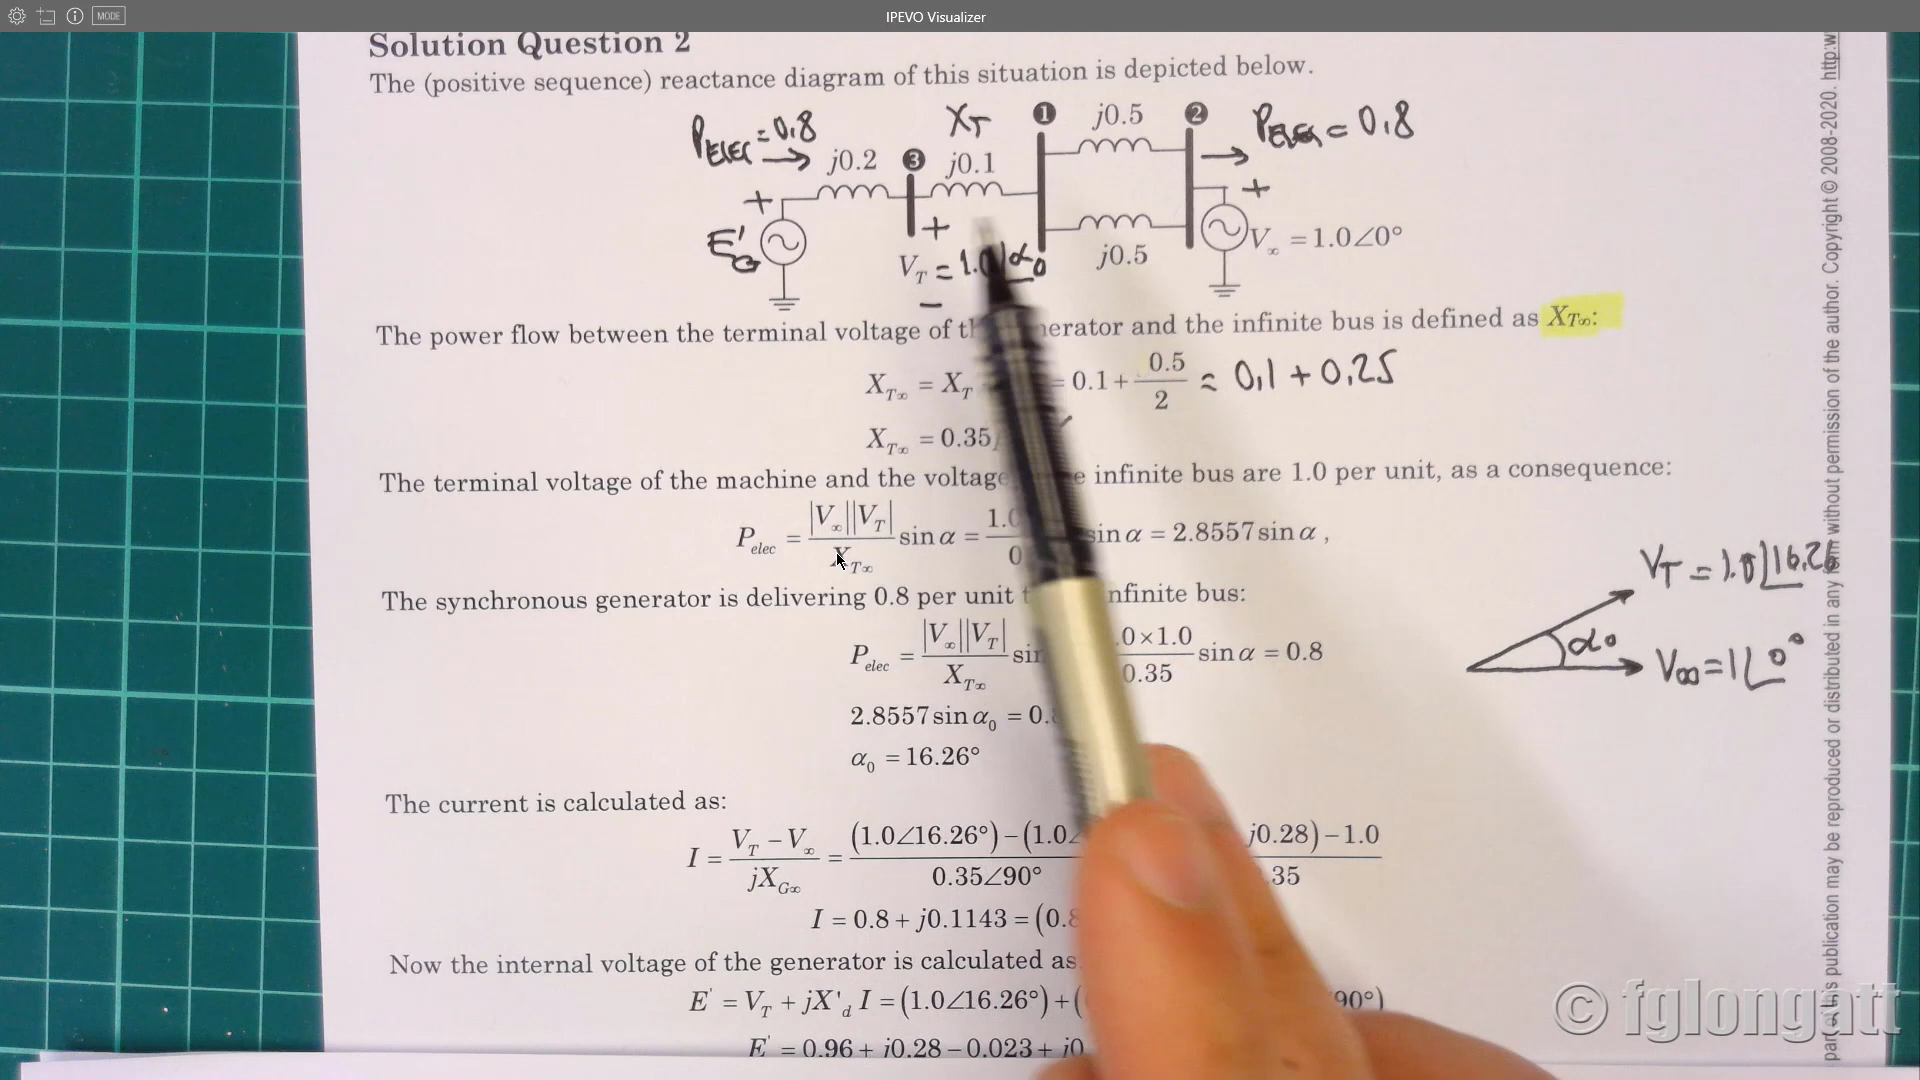 MODE
IPEVO Visualizer
Solution Question 2
The (positive sequence) reactance diagram of this situation is depicted below.
PELEC = 0.8
XT
❶
j0.5
❷
PELEC = 0.8
j0.2
❸
j0.1
+
+
E'G
+
VT = 1.0∠α0
−
j0.5
V∞ = 1.0∠0°
The power flow between the terminal voltage of and the infinite bus is defined as XT∞:
XT∞ = XT = 0.1 + 0.5/2 = 0,1 + 0,25
XT∞ = 0.35
The terminal voltage of the machine and the voltage infinite bus are 1.0 per unit, as a consequence:
Pelec = |V∞||VT|/XT∞ sin α = sin α = 2.8557 sin α ,
VT = 1.0∠16.26
α0
V∞ = 1∠0°
The synchronous generator is delivering 0.8 per unit infinite bus:
Pelec = |V∞||VT|/XT∞ .0×1.0/0.35 sin α = 0.8
2.8557 sin α0 = 0.
α0 = 16.26°
The current is calculated as:
I = (VT − V∞)/jXG∞ = (1.0∠16.26°) − (1.0∠ j0.28) − 1.0/0.35∠90° .35
I = 0.8 + j0.1143 = (0.8
Now the internal voltage of the generator is calculated as
E' = VT + jX'd I = (1.0∠16.26°) + ( 90°)
E' = 0.96 + j0.28 − 0.023 + j0
part of this publication may be reproduced or distributed in any form without permission of the author. Copyright © 2008-2020. http:w
© fglongatt